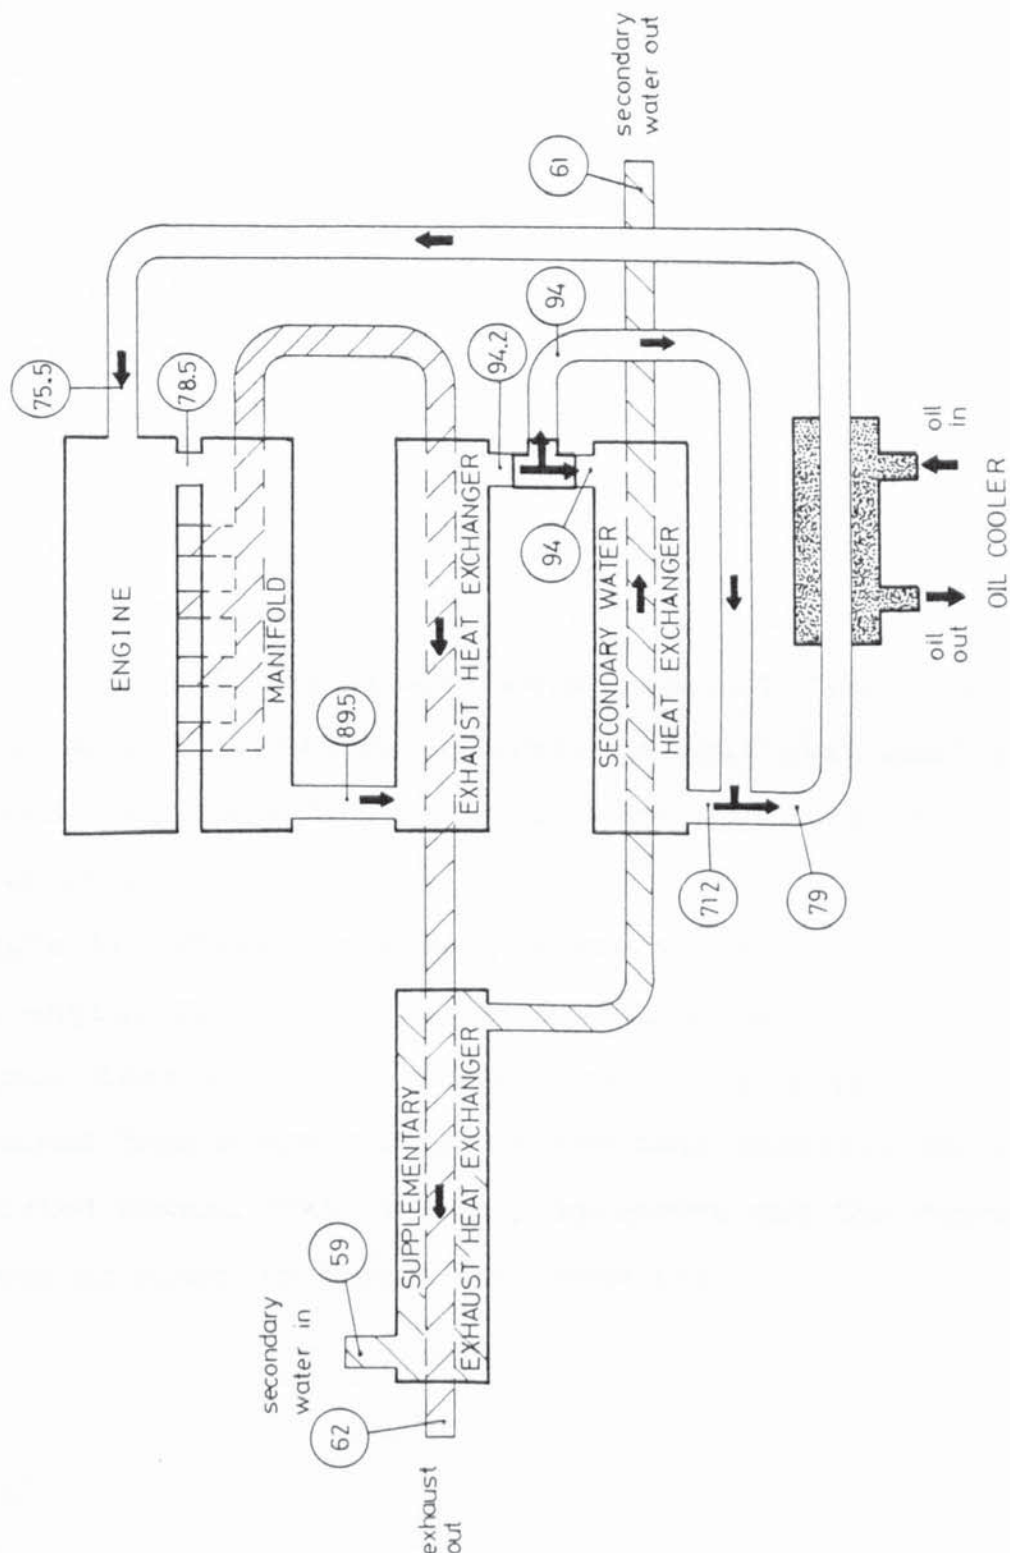 75.5
ENGINE
78.5
MANIFOLD
89.5
secondary
water in
59
62
exhaust
out
SUPPLEMENTARY
EXHAUST HEAT EXCHANGER
EXHAUST HEAT EXCHANGER
94.2
94
94
61
secondary
water out
SECONDARY WATER
HEAT EXCHANGER
712
79
oil
out
oil
in
OIL COOLER